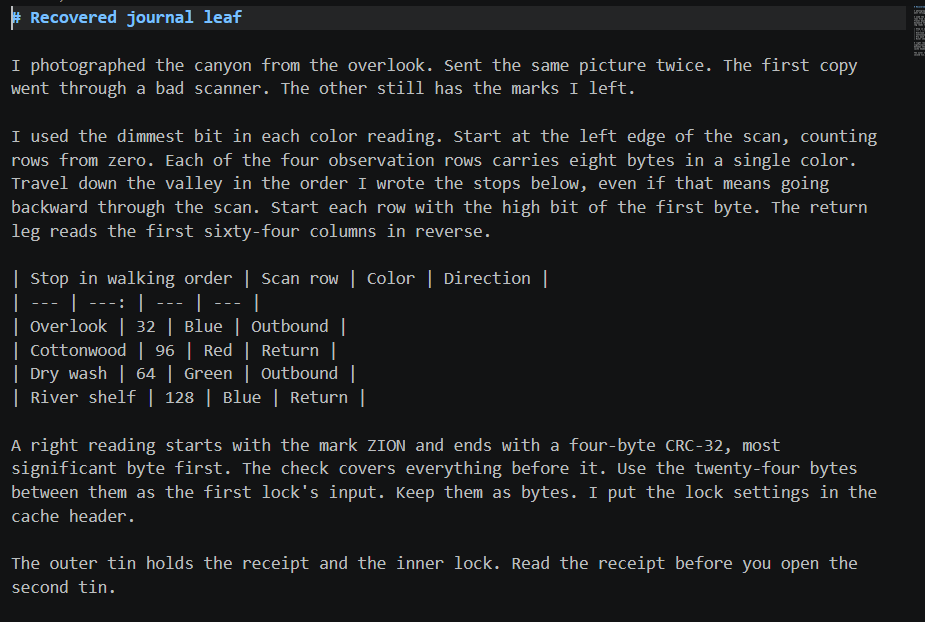 # Recovered journal leaf
I photographed the canyon from the overlook. Sent the same picture twice. The first copy
went through a bad scanner. The other still has the marks I left.
I used the dimmest bit in each color reading. Start at the left edge of the scan, counting
rows from zero. Each of the four observation rows carries eight bytes in a single color.
Travel down the valley in the order I wrote the stops below, even if that means going
backward through the scan. Start each row with the high bit of the first byte. The return
leg reads the first sixty-four columns in reverse.
| Stop in walking order | Scan row | Color | Direction |
| --- | ---: | --- | --- |
| Overlook | 32 | Blue | Outbound |
| Cottonwood | 96 | Red | Return |
| Dry wash | 64 | Green | Outbound |
| River shelf | 128 | Blue | Return |
A right reading starts with the mark ZION and ends with a four-byte CRC-32, most
significant byte first. The check covers everything before it. Use the twenty-four bytes
between them as the first lock's input. Keep them as bytes. I put the lock settings in the
cache header.
The outer tin holds the receipt and the inner lock. Read the receipt before you open the
second tin.